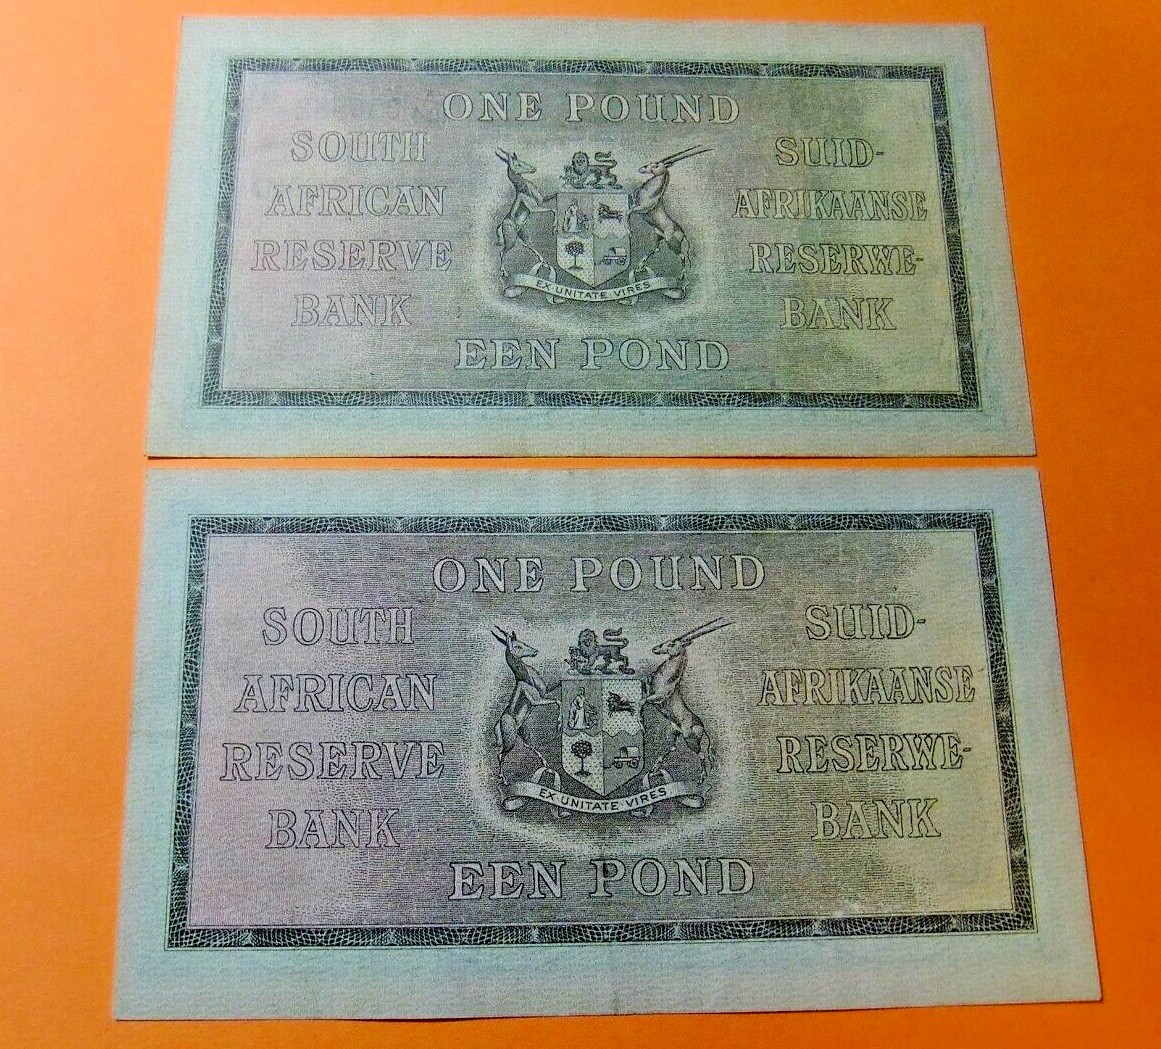 ONE POUND
SOUTH
AFRICAN
RESERVE
BANK
SUID-
AFRIKAANSE
RESERWE-
BANK
EX·UNITATE·VIRES
EEN POND
ONE POUND
SOUTH
AFRICAN
RESERVE
BANK
SUID-
AFRIKAANSE
RESERWE-
BANK
EX·UNITATE·VIRES
EEN POND